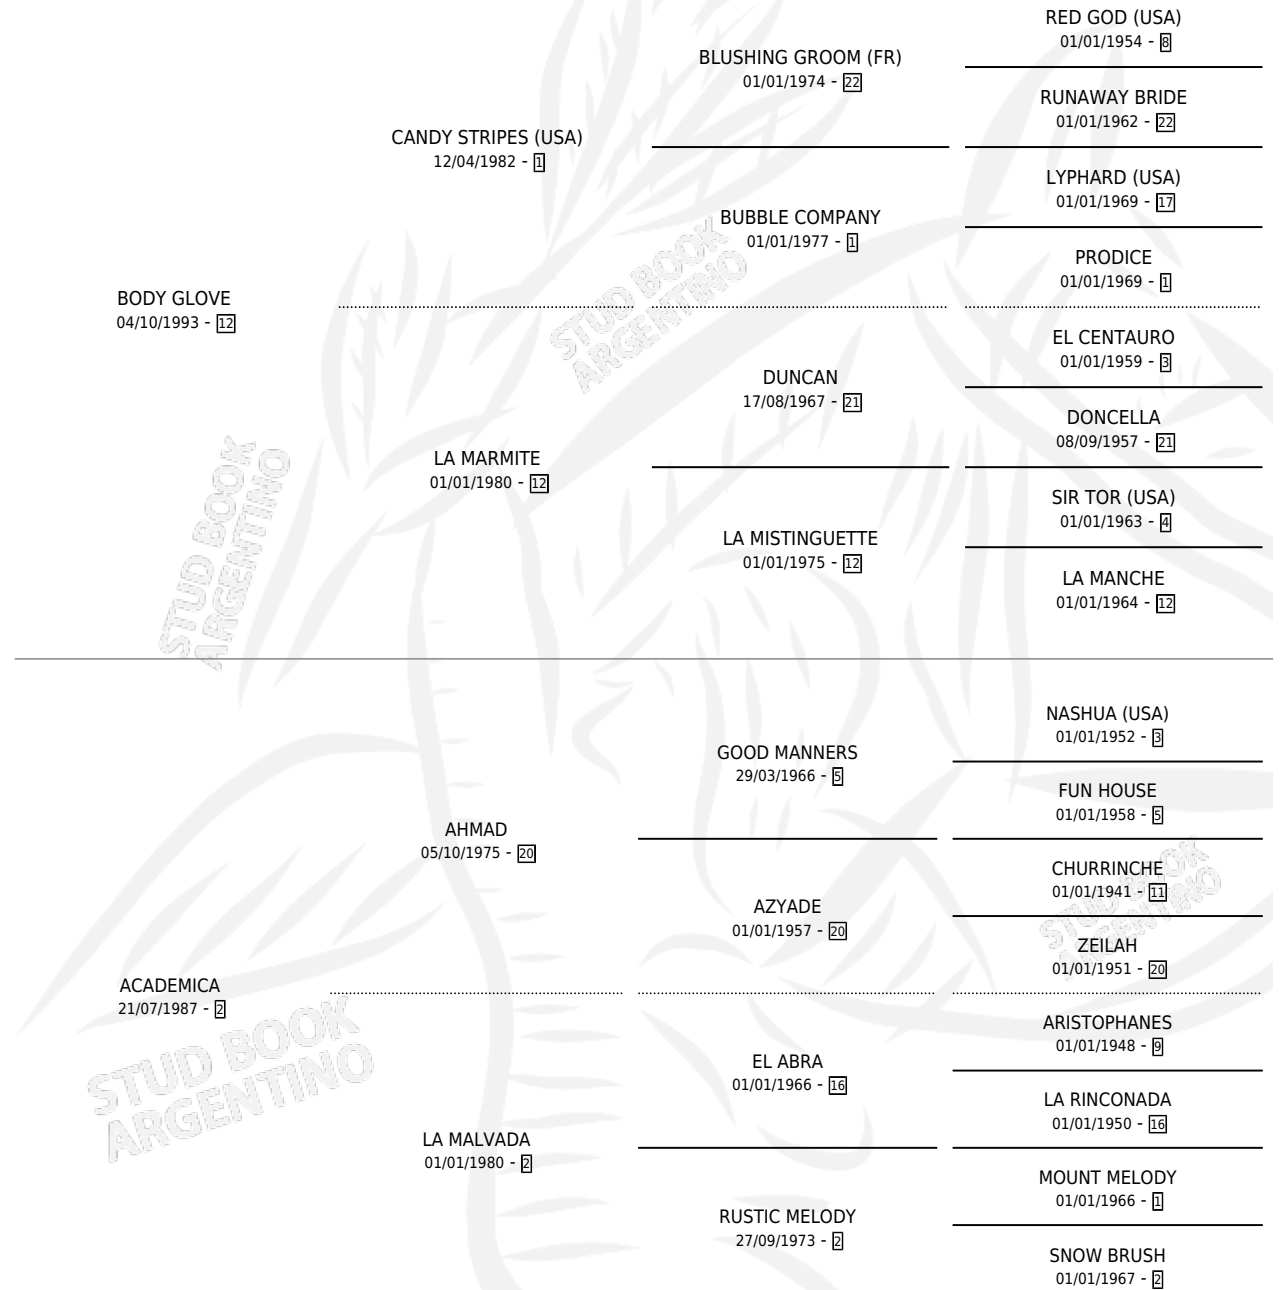 RED GOD (USA)
01/01/1954 - 8
BLUSHING GROOM (FR)
01/01/1974 - 22
RUNAWAY BRIDE
01/01/1962 - 22
CANDY STRIPES (USA)
12/04/1982 - 1
LYPHARD (USA)
01/01/1969 - 17
BUBBLE COMPANY
01/01/1977 - 1
PRODICE
01/01/1969 - 1
BODY GLOVE
04/10/1993 - 12
EL CENTAURO
01/01/1959 - 3
DUNCAN
17/08/1967 - 21
DONCELLA
08/09/1957 - 21
LA MARMITE
01/01/1980 - 12
SIR TOR (USA)
01/01/1963 - 4
LA MISTINGUETTE
01/01/1975 - 12
LA MANCHE
01/01/1964 - 12
NASHUA (USA)
01/01/1952 - 3
GOOD MANNERS
29/03/1966 - 5
FUN HOUSE
01/01/1958 - 5
AHMAD
05/10/1975 - 20
CHURRINCHE
01/01/1941 - 11
AZYADE
01/01/1957 - 20
ZEILAH
01/01/1951 - 20
ACADEMICA
21/07/1987 - 2
ARISTOPHANES
01/01/1948 - 9
EL ABRA
01/01/1966 - 16
LA RINCONADA
01/01/1950 - 16
LA MALVADA
01/01/1980 - 2
MOUNT MELODY
01/01/1966 - 1
RUSTIC MELODY
27/09/1973 - 2
SNOW BRUSH
01/01/1967 - 2
STUD BOOK
ARGENTINO
STUD BOOK
ARGENTINO
STUD BOOK
ARGENTINO
STUD BOOK
ARGENTINO